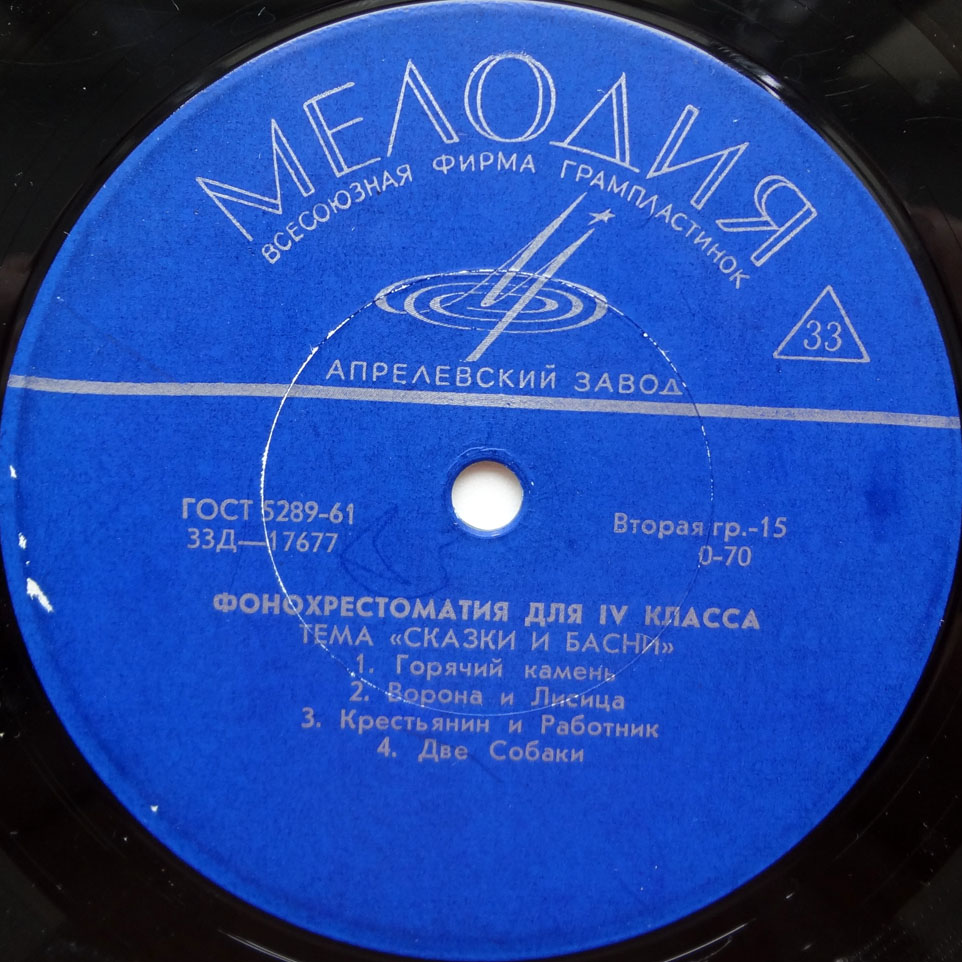 МЕЛОДИЯ
ВСЕСОЮЗНАЯ ФИРМА ГРАМПЛАСТИНОК
33
АПРЕЛЕВСКИЙ ЗАВОД
ГОСТ 5289-61
33Д—17677
Вторая гр.-15
0-70
ФОНОХРЕСТОМАТИЯ ДЛЯ IV КЛАССА
ТЕМА «СКАЗКИ И БАСНИ»
1. Горячий камень
2. Ворона и Лисица
3. Крестьянин и Работник
4. Две Собаки